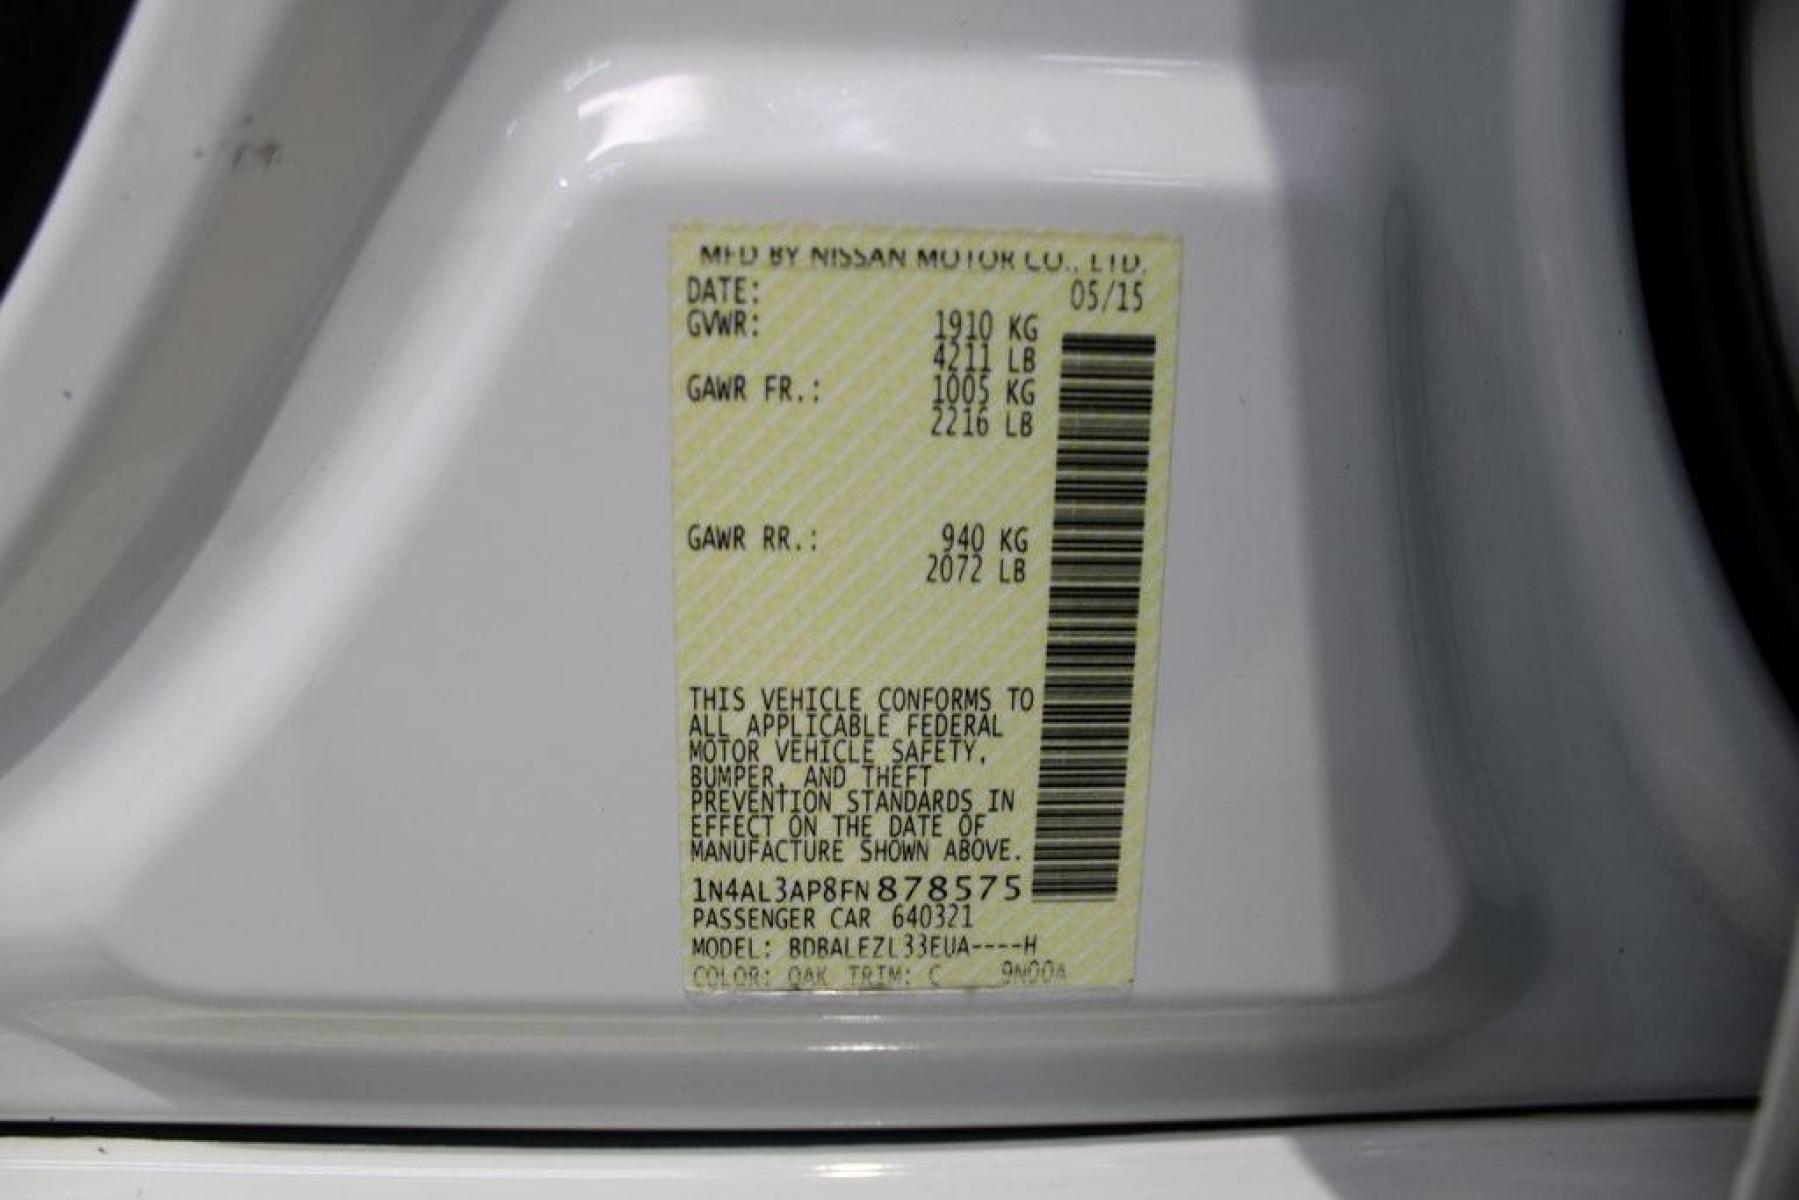 MFD BY NISSAN MOTOR CO., LTD.
DATE: 05/15
GVWR: 1910 KG
4211 LB
GAWR FR.: 1005 KG
2216 LB
GAWR RR.: 940 KG
2072 LB
THIS VEHICLE CONFORMS TO
ALL APPLICABLE FEDERAL
MOTOR VEHICLE SAFETY,
BUMPER, AND THEFT
PREVENTION STANDARDS IN
EFFECT ON THE DATE OF
MANUFACTURE SHOWN ABOVE.
1N4AL3AP8FN878575
PASSENGER CAR 640321
MODEL: BDBALEZL33EUA----H
COLOR: QAK TRIM: C 9N00A